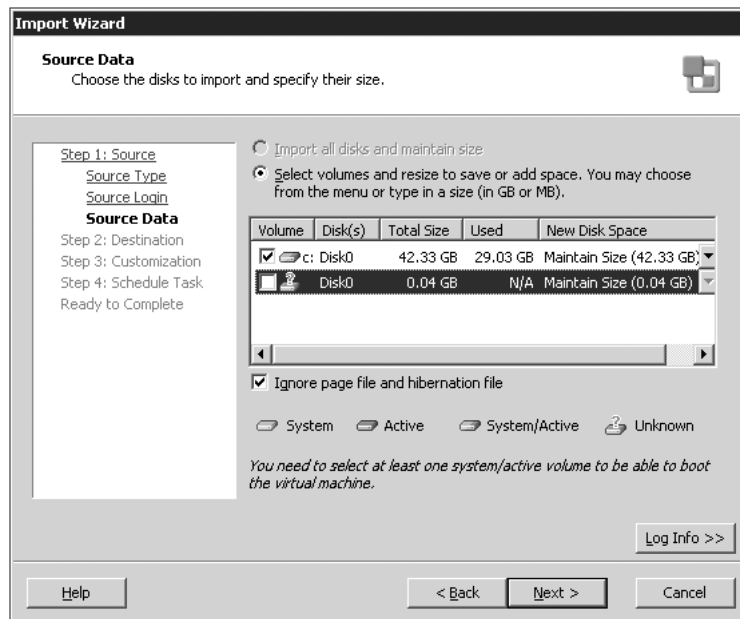 Import Wizard
Source Data
Choose the disks to import and specify their size.
Step 1: Source
Source Type
Source Login
Source Data
Step 2: Destination
Step 3: Customization
Step 4: Schedule Task
Ready to Complete
Import all disks and maintain size
Select volumes and resize to save or add space. You may choose
from the menu or type in a size (in GB or MB).
Volume Disk(s) Total Size Used New Disk Space
c: Disk0 42.33 GB 29.03 GB Maintain Size (42.33 GB)
Disk0 0.04 GB N/A Maintain Size (0.04 GB)
Ignore page file and hibernation file
System Active System/Active Unknown
You need to select at least one system/active volume to be able to boot
the virtual machine.
Log Info >>
Help < Back Next > Cancel